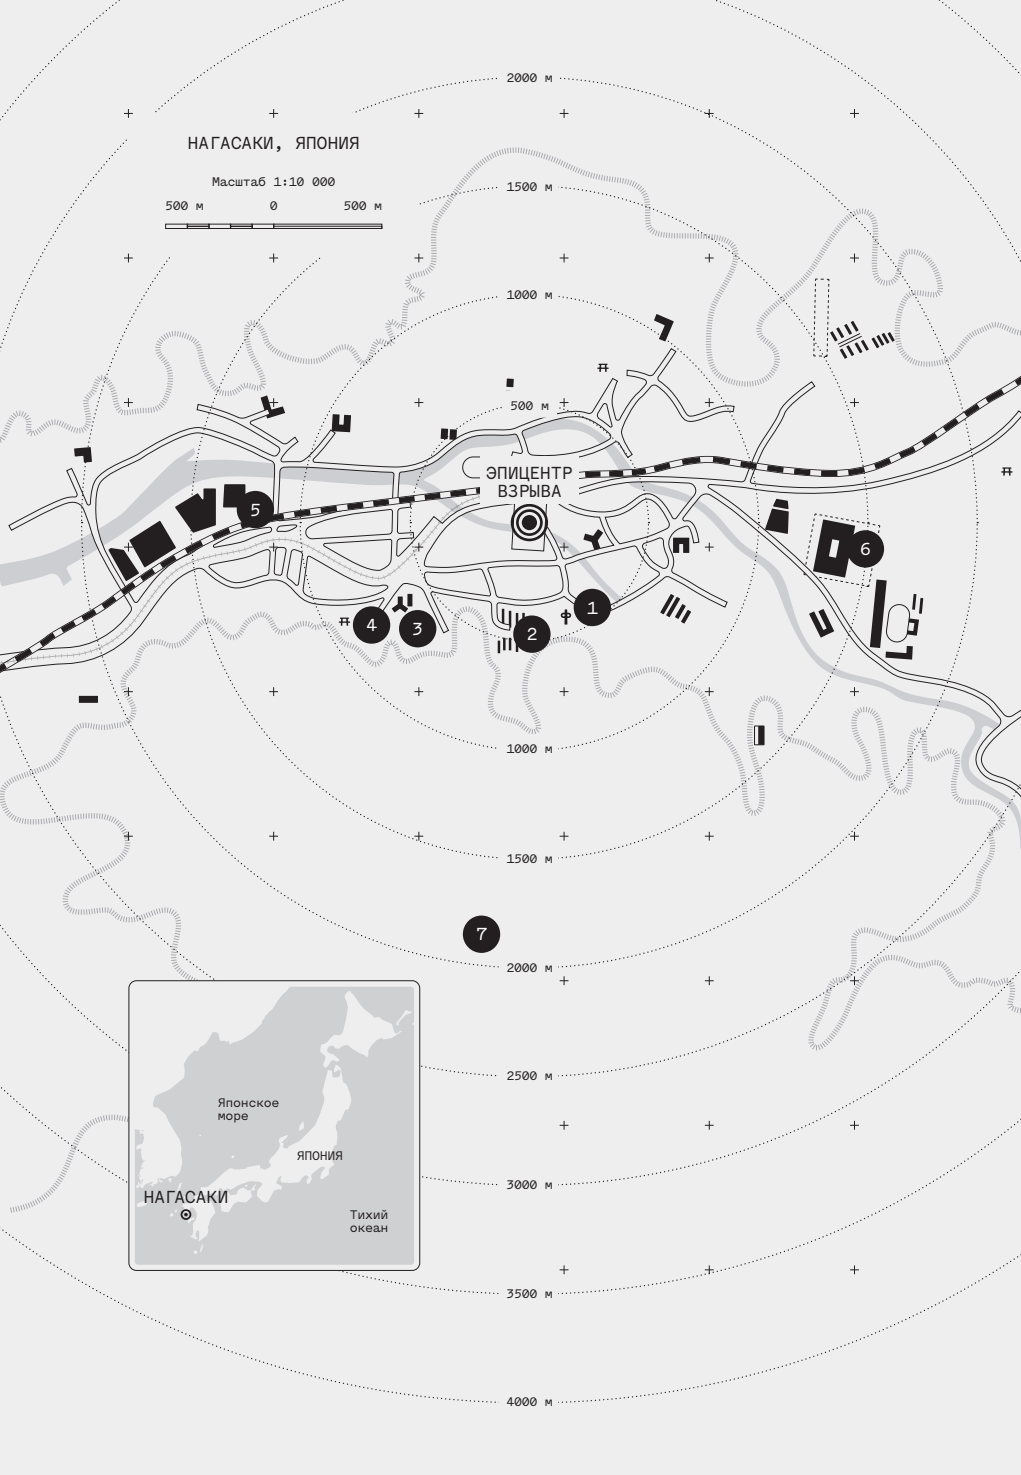 2000 м
НАГАСАКИ, ЯПОНИЯ
Масштаб 1:10 000
500 м 0 500 м
1500 м
1000 м
500 м
ЭПИЦЕНТР
ВЗРЫВА
5
6
1
4
3
2
1000 м
1500 м
7
2000 м
2500 м
Японское
море
ЯПОНИЯ
3000 м
НАГАСАКИ
Тихий
океан
3500 м
4000 м